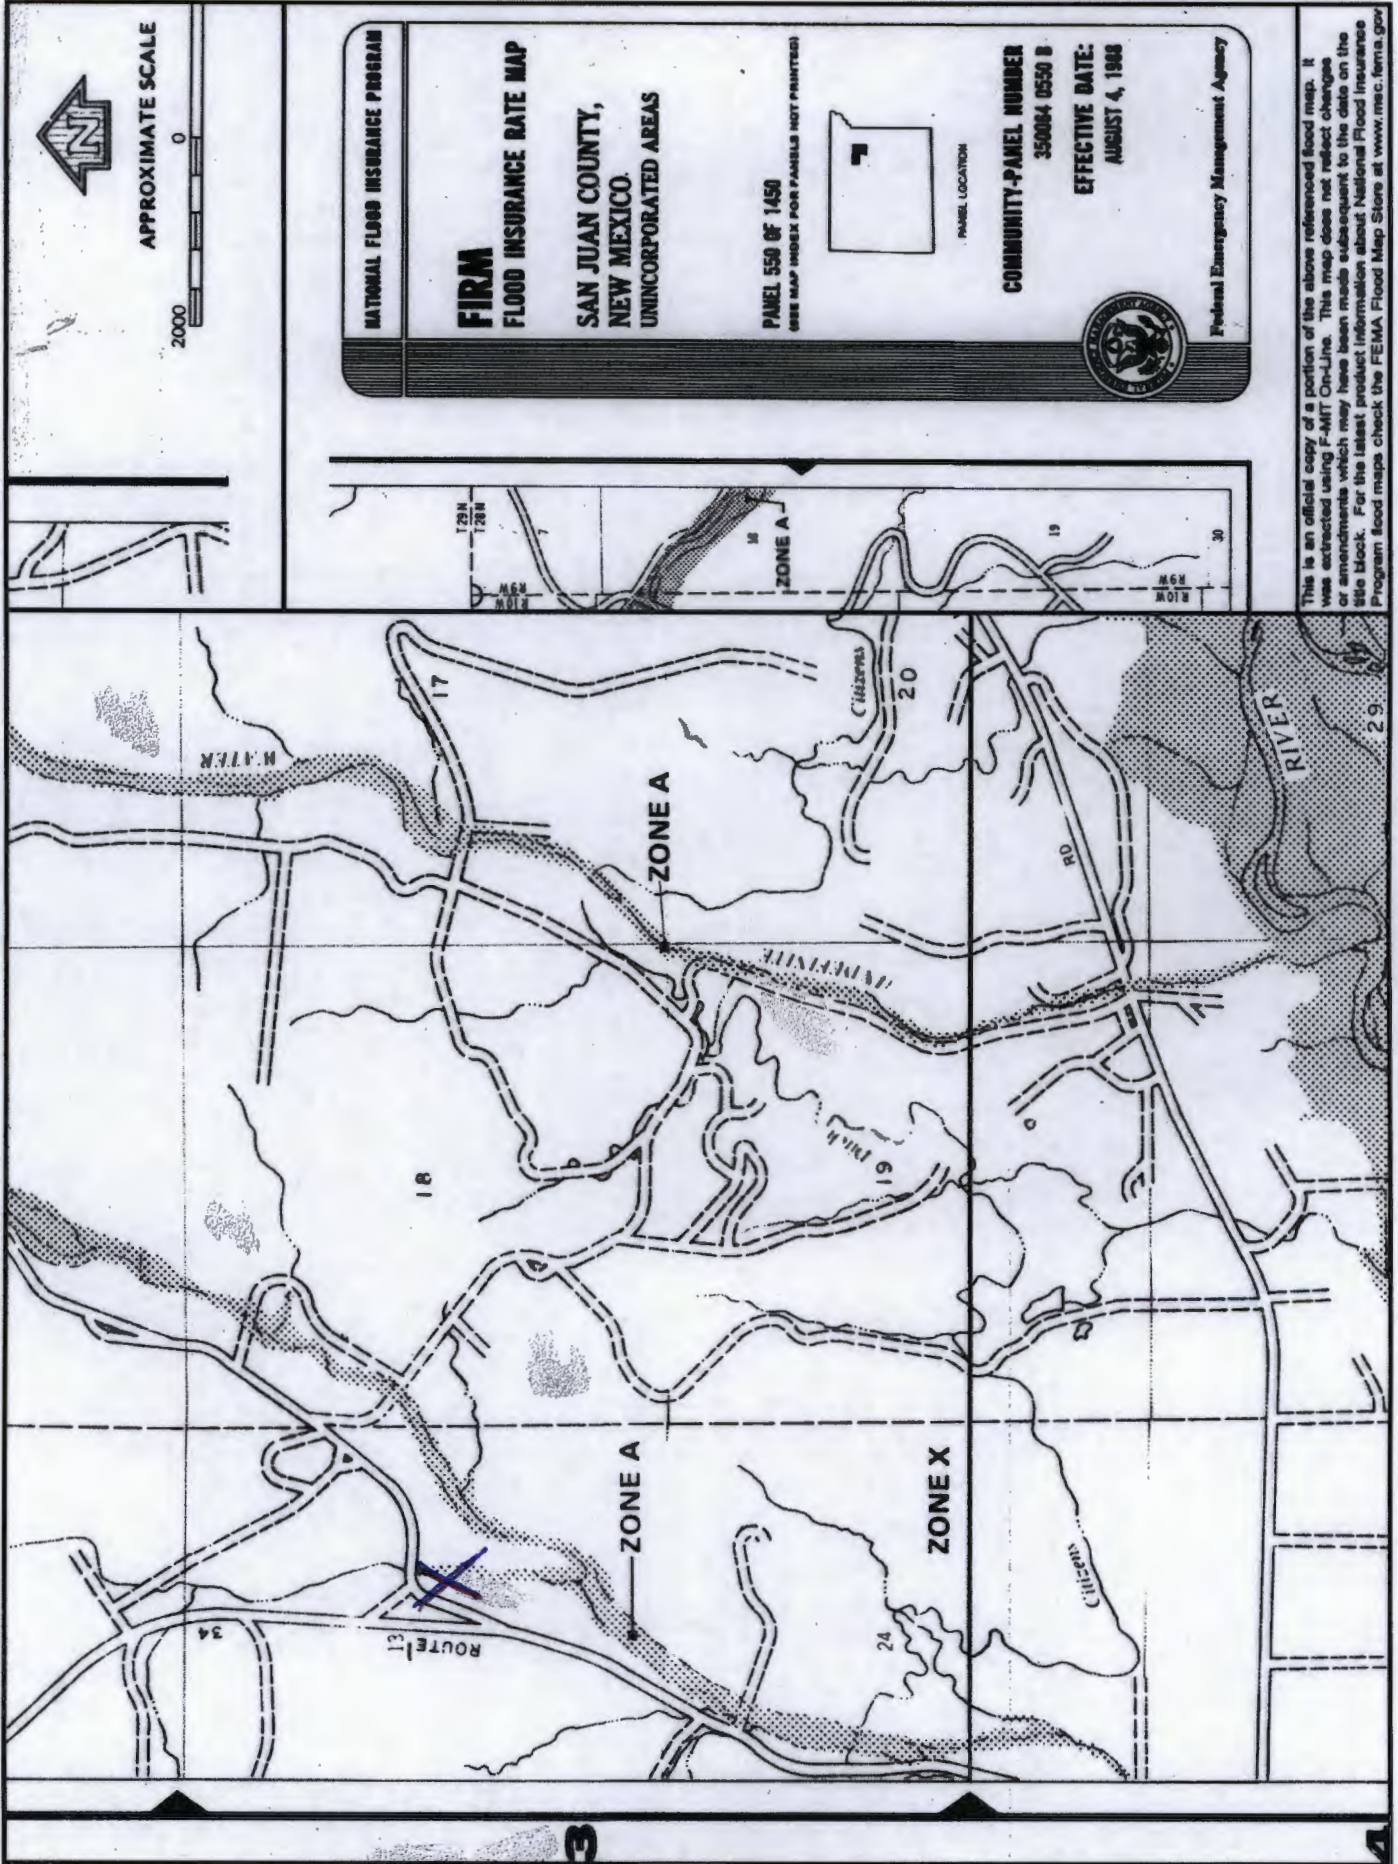 APPROXIMATE SCALE
N
2000 0
NATIONAL FLOOD INSURANCE PROGRAM
FIRM
FLOOD INSURANCE RATE MAP
SAN JUAN COUNTY,
NEW MEXICO.
UNINCORPORATED AREAS
PANEL 550 OF 1450
(SEE MAP INDEX FOR PANELS NOT PRINTED)
PANEL LOCATION
COMMUNITY-PANEL NUMBER
350064 0550 B
EFFECTIVE DATE:
AUGUST 4, 1988
Federal Emergency Management Agency
This is an official copy of a portion of the above referenced flood map. It
was extracted using F-MIT On-Line. This map does not reflect changes
or amendments which may have been made subsequent to the date on the
title block. For the latest product information about National Flood Insurance
Program flood maps check the FEMA Flood Map Store at www.msc.fema.gov
T29N
T28N
R10W
R9W
7
18
ZONE A
19
R10W
R9W
30
17
WATER
ZONE A
Citizens
20
RD
RIVER
29
18
INDEFINITE
Ditch
19
ZONE A
ZONE X
Citizens
34
13
ROUTE
24
3
4